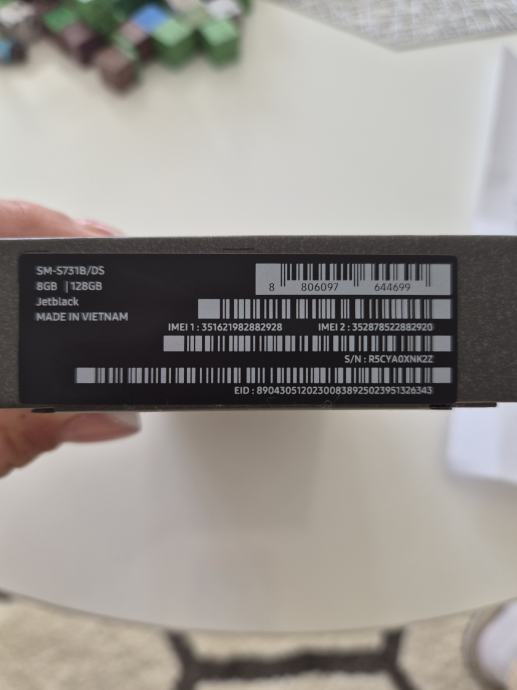 SM-S731B/DS
8GB | 128GB
Jetblack
MADE IN VIETNAM
8 806097 644699
IMEI 1 : 351621982882928 IMEI 2 : 352878522882920
S/N : R5CYA0XNK2Z
EID : 89043051202300838925023951326343